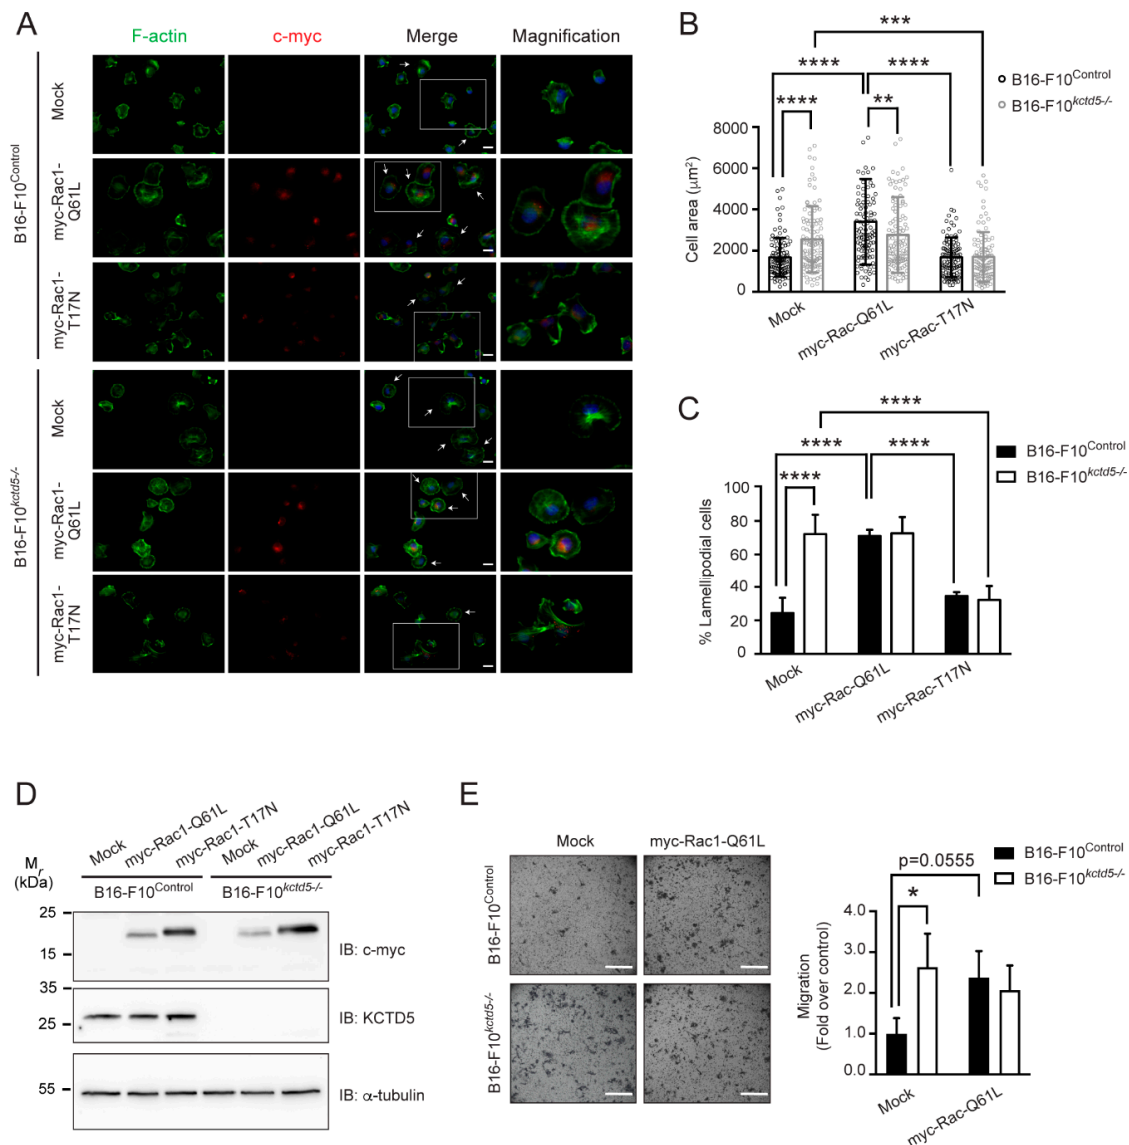 A
F-actin
c-myc
Merge
Magnification
B16-F10Control
Mock
myc-Rac1-
Q61L
myc-Rac1-
T17N
B16-F10kctd5-/-
Mock
myc-Rac1-
Q61L
myc-Rac1-
T17N
B
***
****
****
****
**
B16-F10Control
B16-F10kctd5-/-
Cell area (μm2)
8000
6000
4000
2000
0
Mock
myc-Rac-Q61L
myc-Rac-T17N
C
****
****
****
****
B16-F10Control
B16-F10kctd5-/-
% Lamellipodial cells
100
80
60
40
20
0
Mock
myc-Rac-Q61L
myc-Rac-T17N
D
Mock
myc-Rac1-Q61L
myc-Rac1-T17N
Mock
myc-Rac1-Q61L
myc-Rac1-T17N
Mr
(kDa)
B16-F10Control
B16-F10kctd5-/-
25
15
IB: c-myc
35
25
IB: KCTD5
55
IB: α-tubulin
E
Mock
myc-Rac1-Q61L
B16-F10Control
B16-F10kctd5-/-
p=0.0555
*
B16-F10Control
B16-F10kctd5-/-
Migration
(Fold over control)
4.0
3.0
2.0
1.0
0.0
Mock
myc-Rac-Q61L